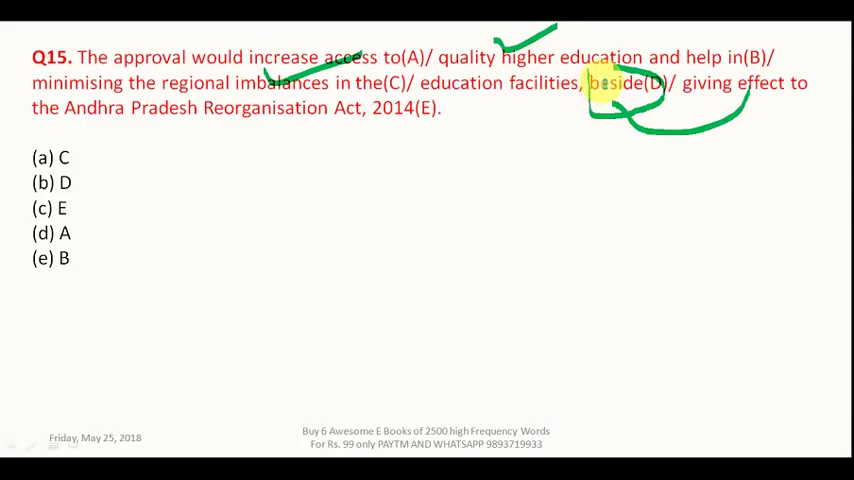 Q15. The approval would increase access to(A)/ quality higher education and help in(B)/
minimising the regional imbalances in the(C)/ education facilities, beside(D)/ giving effect to
the Andhra Pradesh Reorganisation Act, 2014(E).
(a) C
(b) D
(c) E
(d) A
(e) B
Friday, May 25, 2018
Buy 6 Awesome E Books of 2500 high Frequency Words
For Rs. 99 only PAYTM AND WHATSAPP 9893719933